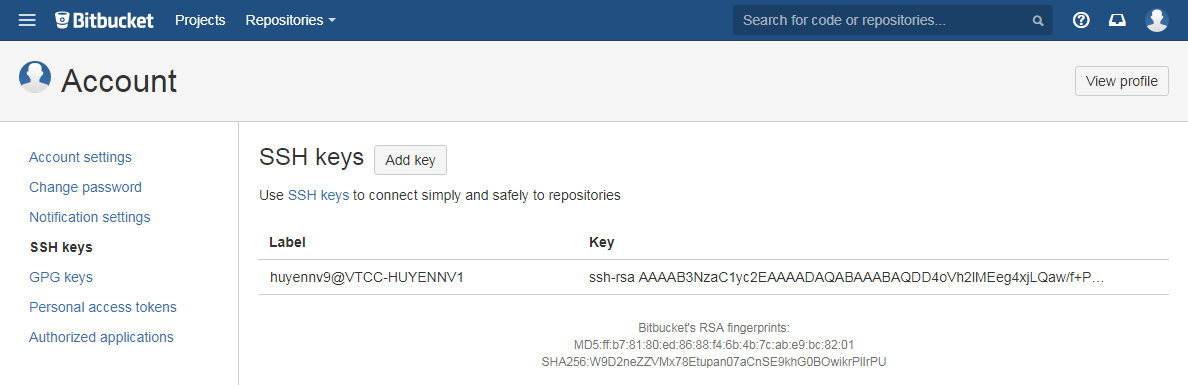 Bitbucket Projects Repositories Search for code or repositories...
Account View profile
Account settings
Change password
Notification settings
SSH keys
GPG keys
Personal access tokens
Authorized applications
SSH keys Add key
Use SSH keys to connect simply and safely to repositories
Label Key
huyennv9@VTCC-HUYENNV1 ssh-rsa AAAAB3NzaC1yc2EAAAADAQABAAABAQDD4oVh2IMEeg4xjLQaw/f+P…
Bitbucket's RSA fingerprints:
MD5:ff:b7:81:80:ed:86:88:f4:6b:4b:7c:ab:e9:bc:82:01
SHA256:W9D2neZZVMx78Etupan07aCnSE9khG0BOwikrPIIrPU